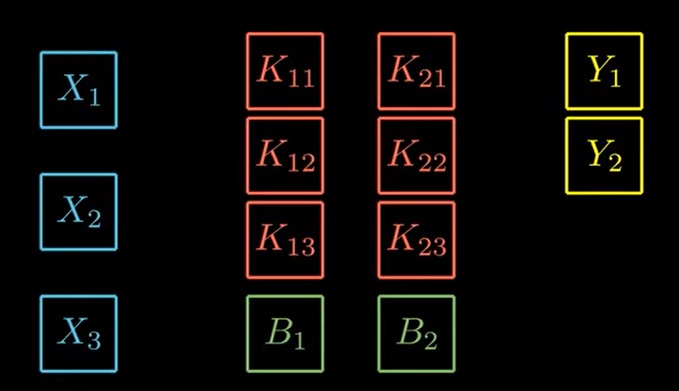 X₁
K₁₁ K₂₁ Y₁
K₁₂ K₂₂ Y₂
X₂
K₁₃ K₂₃
X₃ B₁ B₂